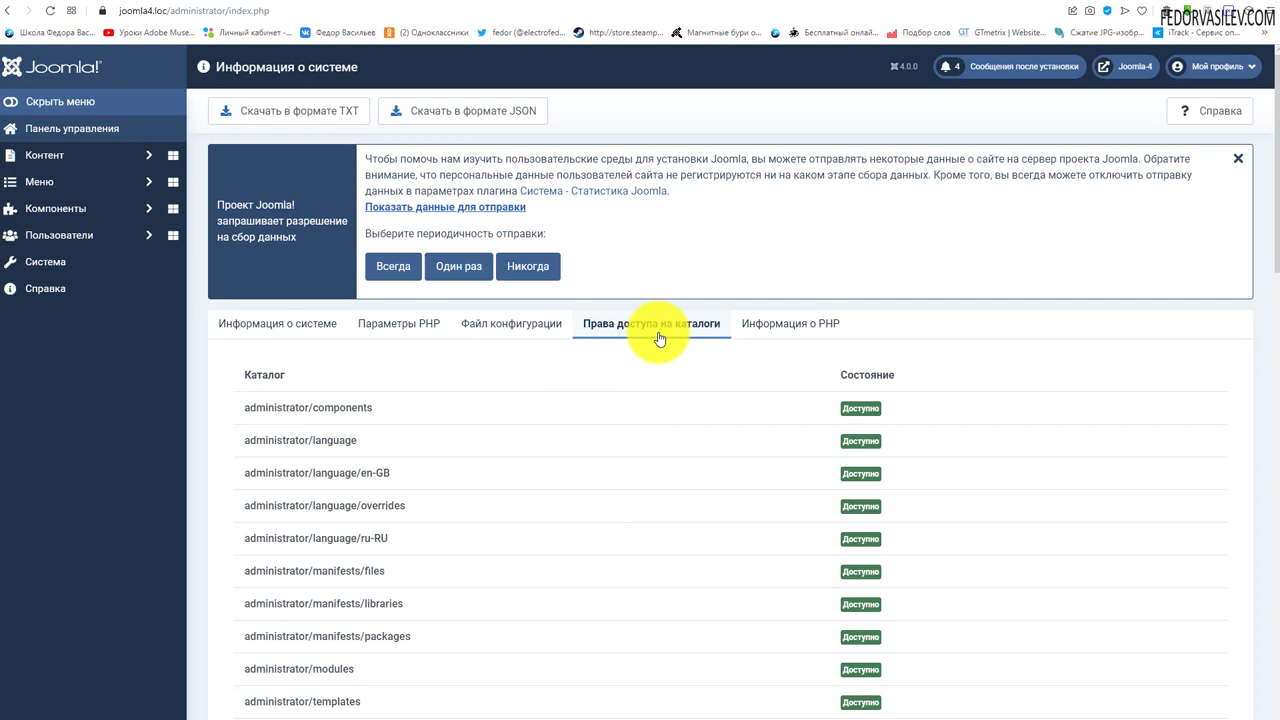 joomla4.loc/administrator/index.php
FEDORVASILEV.COM
Школа Федора Вас...
Уроки Adobe Muse...
Личный кабинет -...
Федор Васильев
(2) Одноклассники
fedor (@electrofed...
http://store.steamp...
Магнитные бури о...
Бесплатный онлай...
Подбор слов
GTmetrix | Website...
Сжатие JPG-изобр...
iTrack - Сервис оп...
Joomla!
Информация о системе
4.0.0
4 Сообщения после установки
Joomla-4
Мой профиль
Скрыть меню
Панель управления
Контент
Меню
Компоненты
Пользователи
Система
Справка
Скачать в формате TXT
Скачать в формате JSON
? Справка
Проект Joomla!
запрашивает разрешение
на сбор данных
Чтобы помочь нам изучить пользовательские среды для установки Joomla, вы можете отправлять некоторые данные о сайте на сервер проекта Joomla. Обратите
внимание, что персональные данные пользователей сайта не регистрируются ни на каком этапе сбора данных. Кроме того, вы всегда можете отключить отправку
данных в параметрах плагина Система - Статистика Joomla.
Показать данные для отправки
Выберите периодичность отправки:
Всегда
Один раз
Никогда
Информация о системе
Параметры PHP
Файл конфигурации
Права доступа на каталоги
Информация о PHP
Каталог Состояние
administrator/components Доступно
administrator/language Доступно
administrator/language/en-GB Доступно
administrator/language/overrides Доступно
administrator/language/ru-RU Доступно
administrator/manifests/files Доступно
administrator/manifests/libraries Доступно
administrator/manifests/packages Доступно
administrator/modules Доступно
administrator/templates Доступно